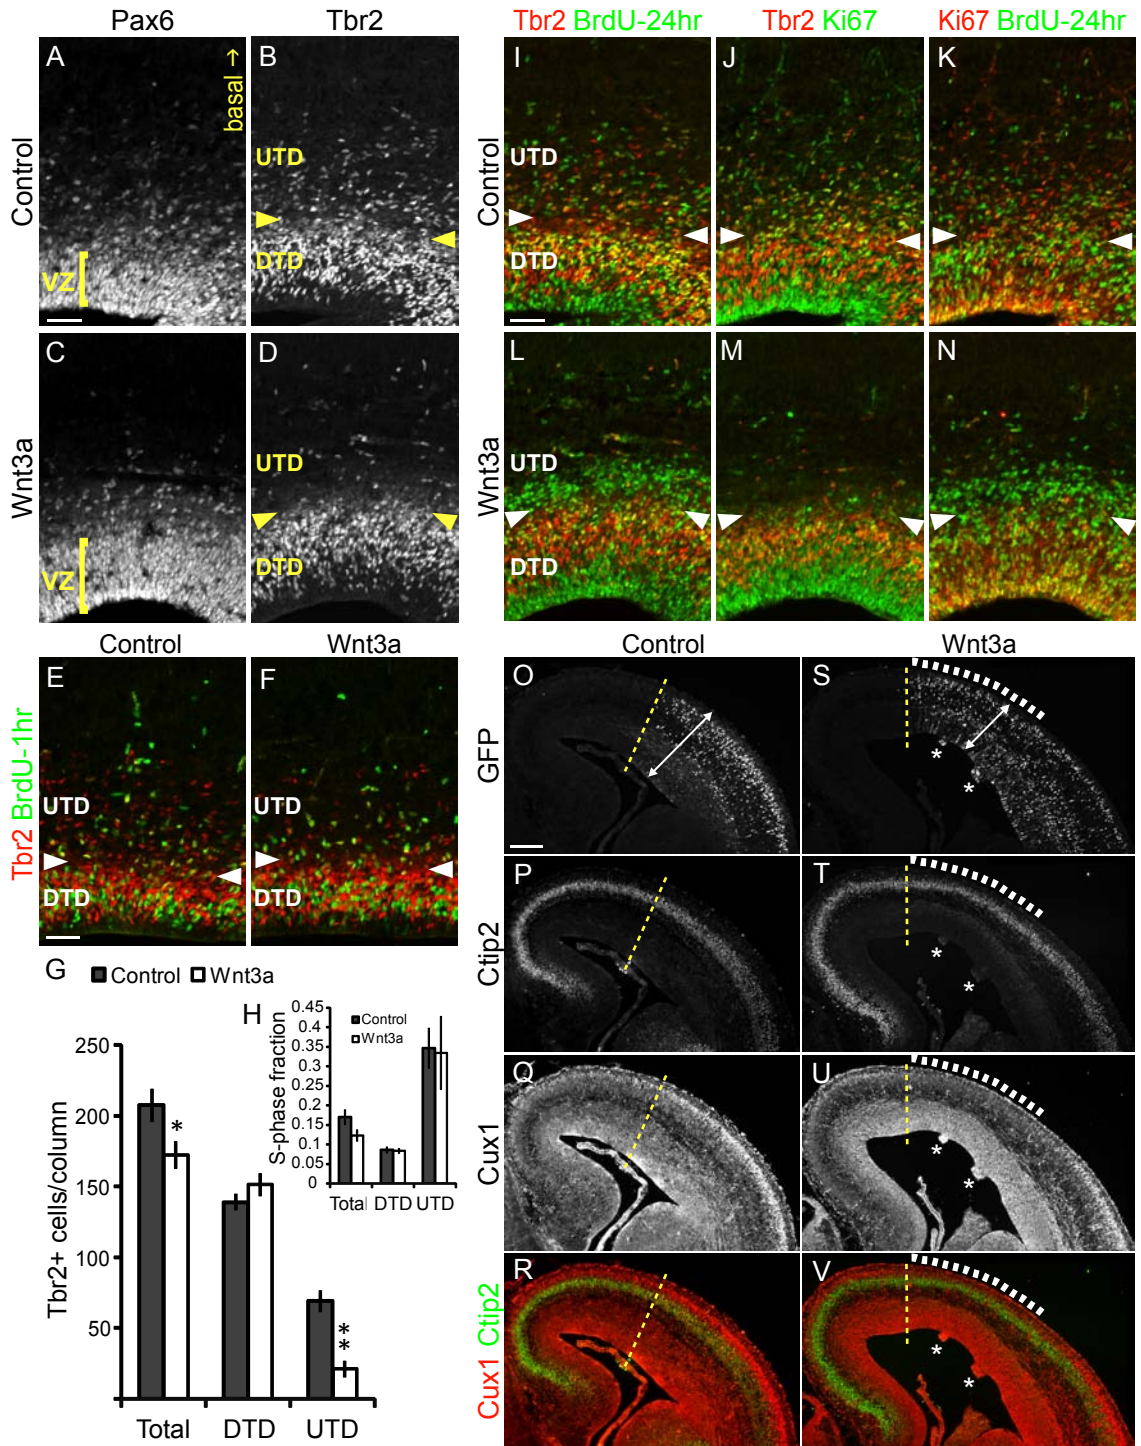 Pax6
Tbr2
Tbr2 BrdU-24hr
Tbr2 Ki67
Ki67 BrdU-24hr
Control
A
VZ
basal →
B
UTD
DTD
Control
I
UTD
DTD
J
K
Wnt3a
C
VZ
D
UTD
DTD
Wnt3a
L
UTD
DTD
M
N
Control
Wnt3a
Tbr2 BrdU-1hr
E
UTD
DTD
F
UTD
DTD
G
Control
Wnt3a
Tbr2+ cells/column
250
200
150
100
50
*
**
Total
DTD
UTD
H
Control
Wnt3a
S-phase fraction
0.45
0.4
0.35
0.3
0.25
0.2
0.15
0.1
0.05
0
Total
DTD
UTD
Control
Wnt3a
GFP
O
S
*
*
Ctip2
P
T
*
*
Cux1
Q
U
*
*
Cux1 Ctip2
R
V
*
*